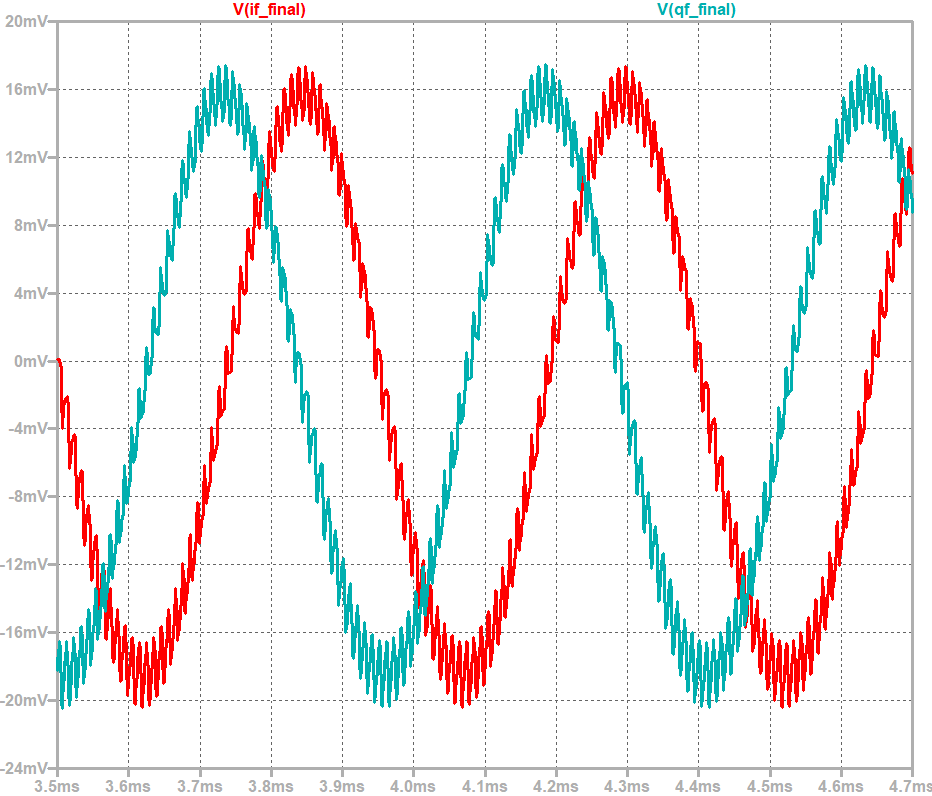 V(if_final) V(qf_final)
20mV
16mV
12mV
8mV
4mV
0mV
-4mV
-8mV
-12mV
-16mV
-20mV
-24mV
3.5ms 3.6ms 3.7ms 3.8ms 3.9ms 4.0ms 4.1ms 4.2ms 4.3ms 4.4ms 4.5ms 4.6ms 4.7ms